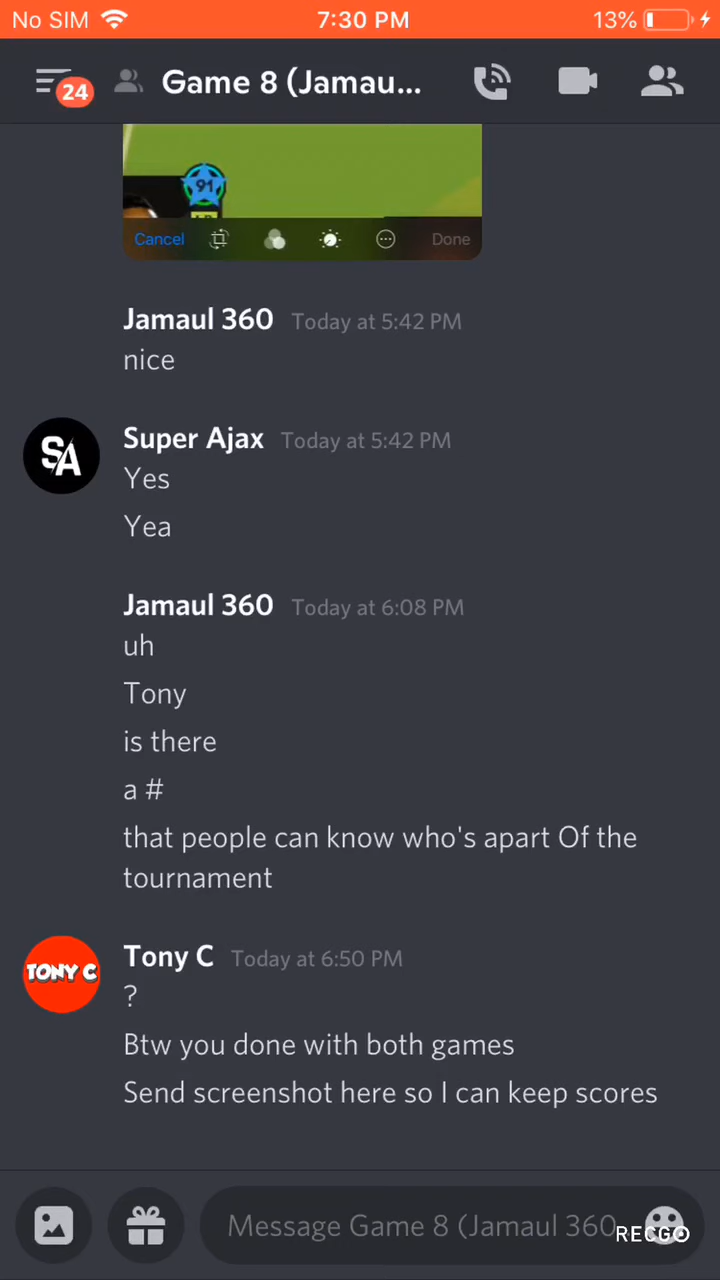 No SIM 7:30 PM 13%
24 Game 8 (Jamau...
91
Cancel Done
Jamaul 360 Today at 5:42 PM
nice
SA Super Ajax Today at 5:42 PM
Yes
Yea
Jamaul 360 Today at 6:08 PM
uh
Tony
is there
a #
that people can know who's apart Of the
tournament
Tony C Today at 6:50 PM
TONY C
?
Btw you done with both games
Send screenshot here so I can keep scores
Message Game 8 (Jamaul 360
RECGO